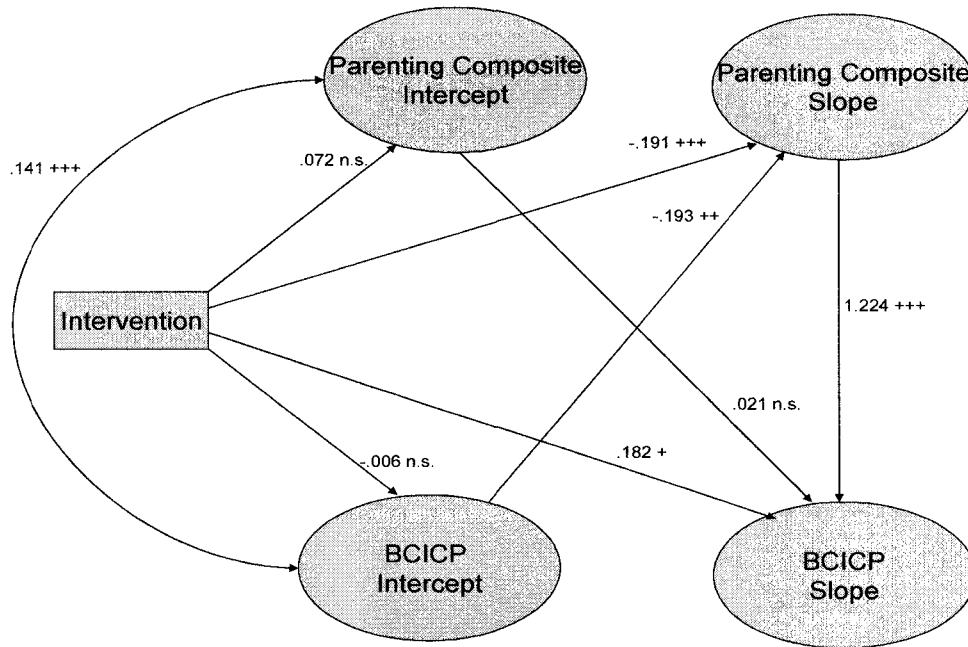 Parenting Composite
Intercept
Parenting Composite
Slope
.141 +++
.072 n.s.
-.191 +++
-.193 ++
Intervention
1.224 +++
.021 n.s.
-.006 n.s.
.182 +
BCICP
Intercept
BCICP
Slope